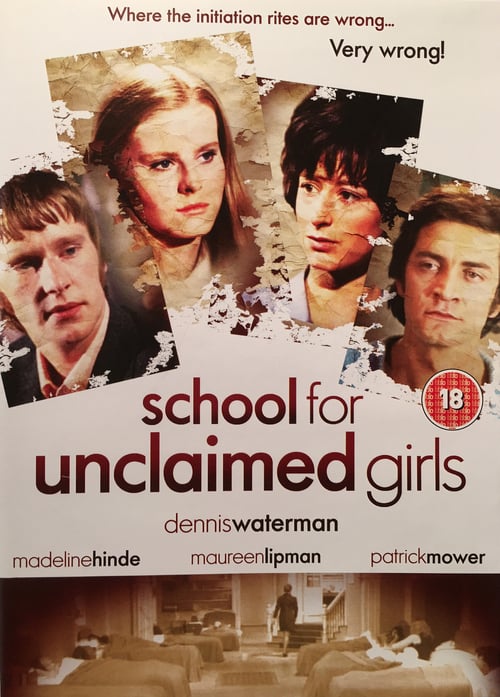 Where the initiation rites are wrong...
Very wrong!
18
school for
unclaimed girls
denniswaterman
madelinehinde maureenlipman patrickmower